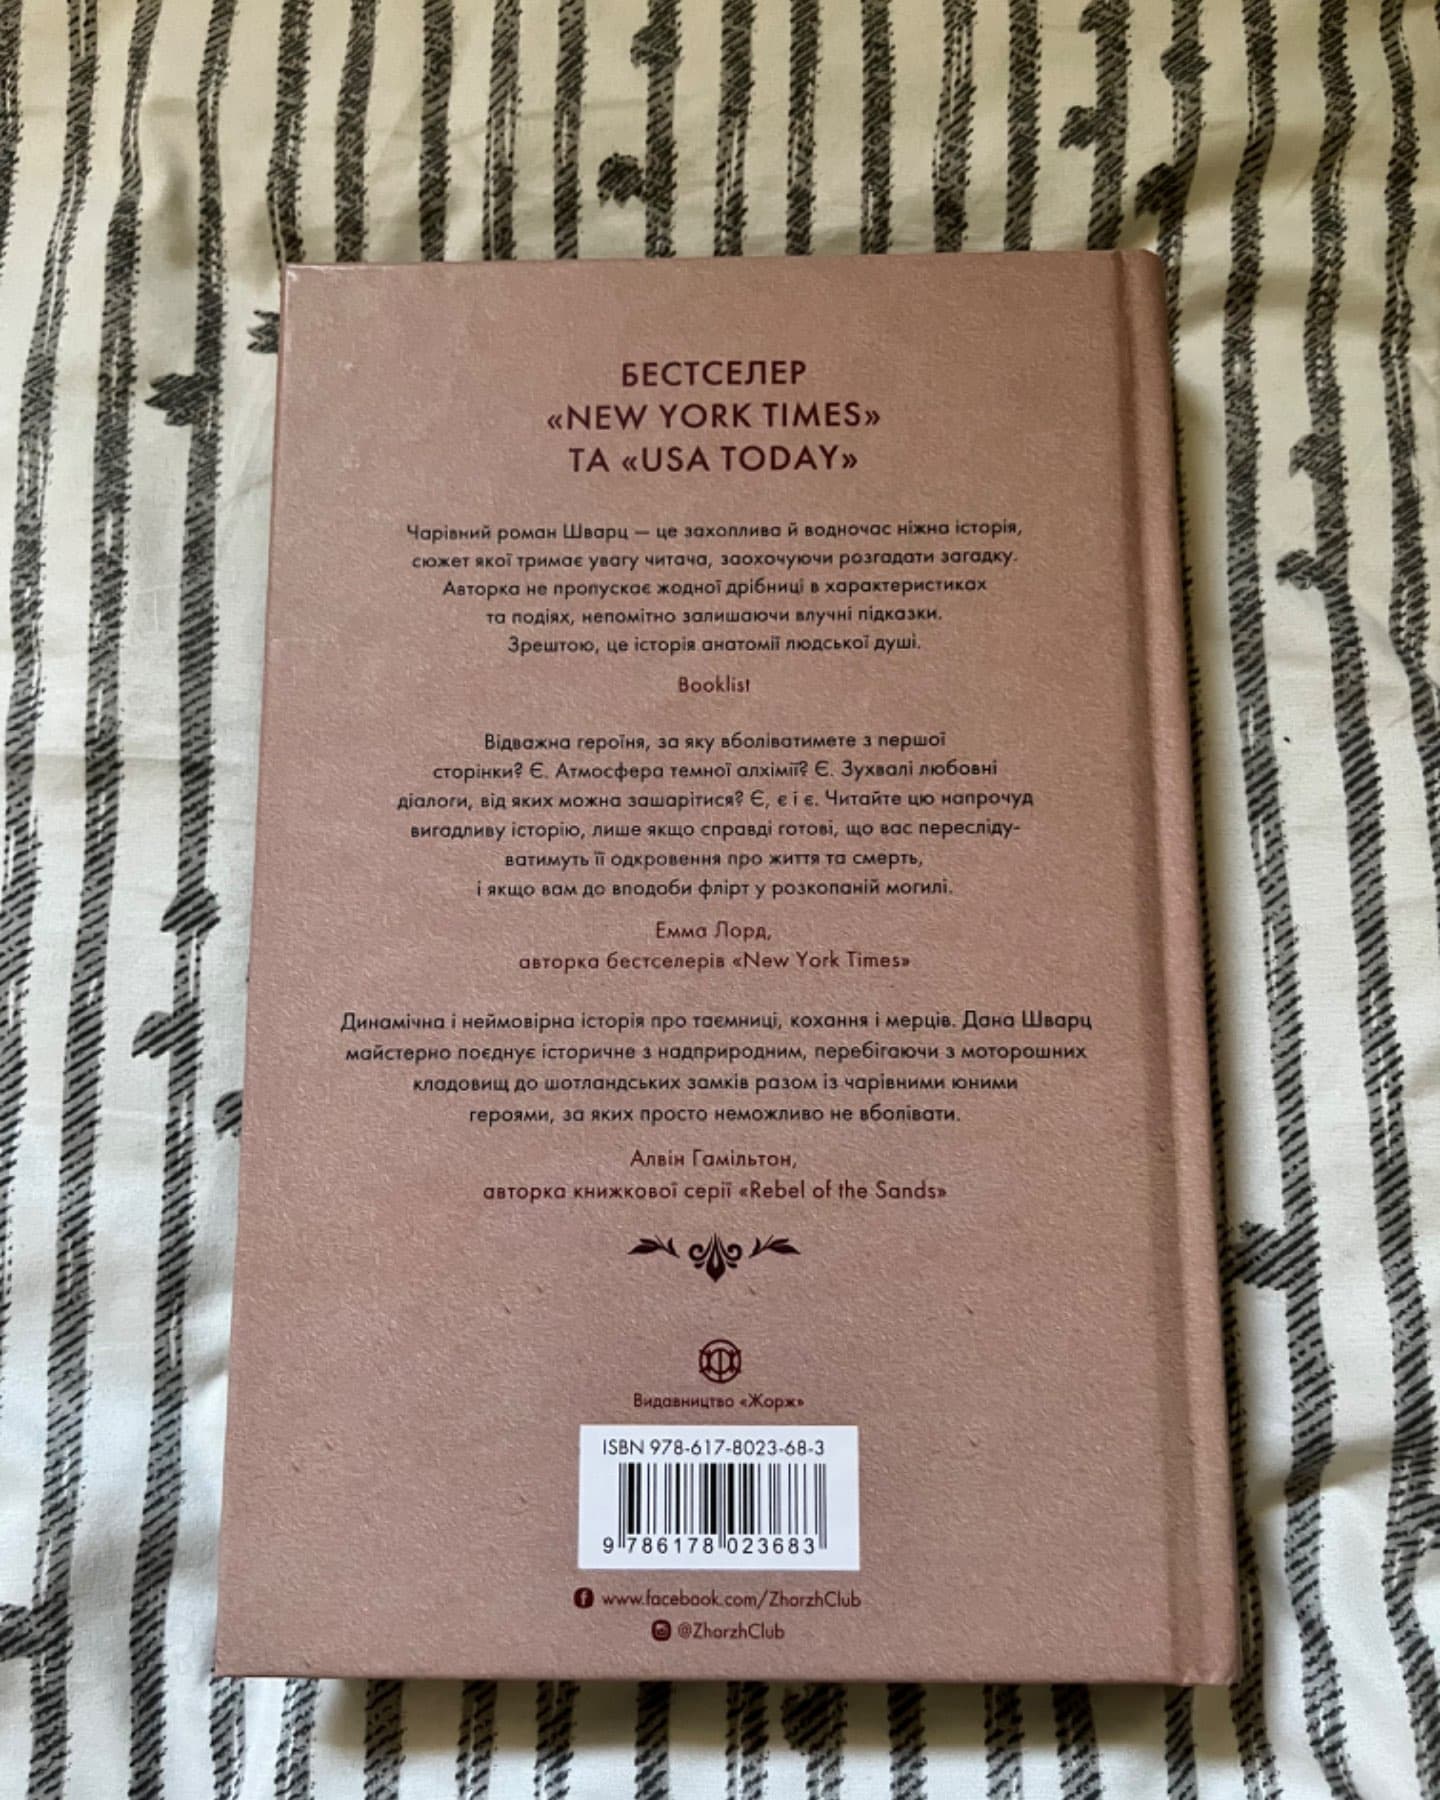 БЕСТСЕЛЕР
«NEW YORK TIMES»
ТА «USA TODAY»
Чарівний роман Шварц — це захоплива й водночас ніжна історія,
сюжет якої тримає увагу читача, заохочуючи розгадати загадку.
Авторка не пропускає жодної дрібниці в характеристиках
та подіях, непомітно залишаючи влучні підказки.
Зрештою, це історія анатомії людської душі.
Booklist
Відважна героїня, за яку вболіватимете з першої
сторінки? Є. Атмосфера темної алхімії? Є. Зухвалі любовні
діалоги, від яких можна зашарітися? Є, є і є. Читайте цю напрочуд
вигадливу історію, лише якщо справді готові, що вас пересліду-
ватимуть її одкровення про життя та смерть,
і якщо вам до вподоби флірт у розкопаній могилі.
Емма Лорд,
авторка бестселерів «New York Times»
Динамічна і неймовірна історія про таємниці, кохання і мерців. Дана Шварц
майстерно поєднує історичне з надприродним, перебігаючи з моторошних
кладовищ до шотландських замків разом із чарівними юними
героями, за яких просто неможливо не вболівати.
Алвін Гамільтон,
авторка книжкової серії «Rebel of the Sands»
Видавництво «Жорж»
ISBN 978-617-8023-68-3
9 786178 023683
www.facebook.com/ZhorzhClub
@ZhorzhClub